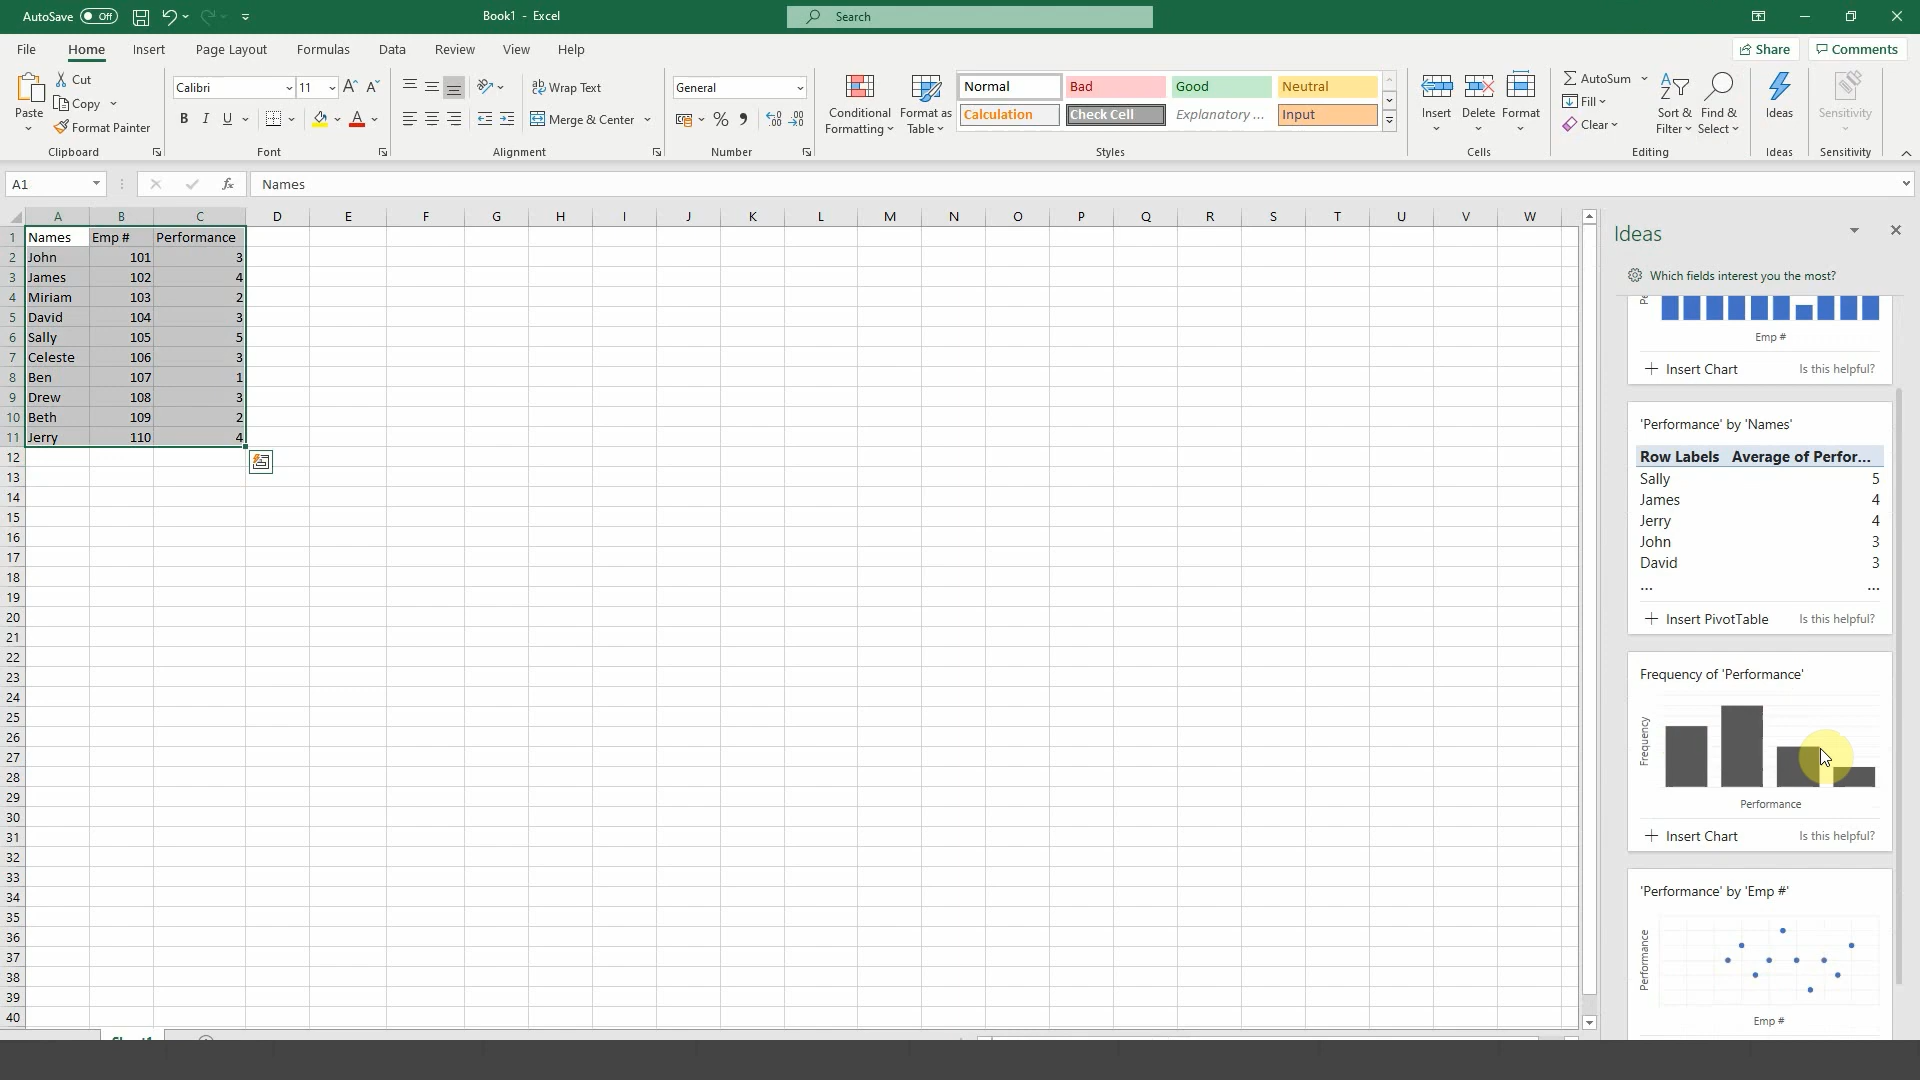 AutoSave Off
Book1 - Excel
Search
File Home Insert Page Layout Formulas Data Review View Help
Share Comments
Paste
Cut
Copy
Format Painter
Clipboard
Calibri 11
B I U
Font
Wrap Text
Merge & Center
Alignment
General
Number
Conditional Formatting
Format as Table
Normal Bad Good Neutral
Calculation Check Cell Explanatory ... Input
Styles
Insert Delete Format
Cells
AutoSum
Fill
Clear
Sort & Filter
Find & Select
Editing
Ideas
Ideas
Sensitivity
Sensitivity
A1 fx Names
A B C D E F G H I J K L M N O P Q R S T U V W
1 Names Emp # Performance
2 John 101 3
3 James 102 4
4 Miriam 103 2
5 David 104 3
6 Sally 105 5
7 Celeste 106 3
8 Ben 107 1
9 Drew 108 3
10 Beth 109 2
11 Jerry 110 4
12
13
14
15
16
17
18
19
20
21
22
23
24
25
26
27
28
29
30
31
32
33
34
35
36
37
38
39
40
Ideas
Which fields interest you the most?
Emp #
Insert Chart Is this helpful?
'Performance' by 'Names'
Row Labels Average of Perfor...
Sally 5
James 4
Jerry 4
John 3
David 3
... ...
Insert PivotTable Is this helpful?
Frequency of 'Performance'
Frequency
Performance
Insert Chart Is this helpful?
'Performance' by 'Emp #'
Performance
Emp #